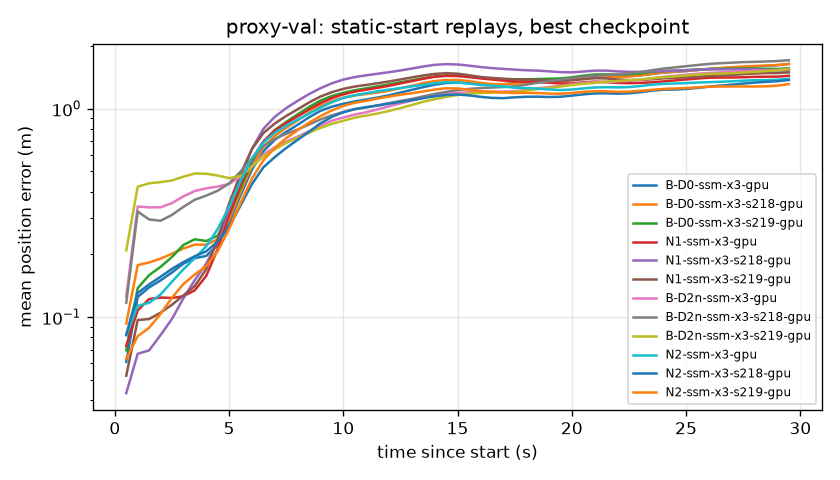 proxy-val: static-start replays, best checkpoint
mean position error (m)
10⁰
10⁻¹
B-D0-ssm-x3-gpu
B-D0-ssm-x3-s218-gpu
B-D0-ssm-x3-s219-gpu
N1-ssm-x3-gpu
N1-ssm-x3-s218-gpu
N1-ssm-x3-s219-gpu
B-D2n-ssm-x3-gpu
B-D2n-ssm-x3-s218-gpu
B-D2n-ssm-x3-s219-gpu
N2-ssm-x3-gpu
N2-ssm-x3-s218-gpu
N2-ssm-x3-s219-gpu
0 5 10 15 20 25 30
time since start (s)